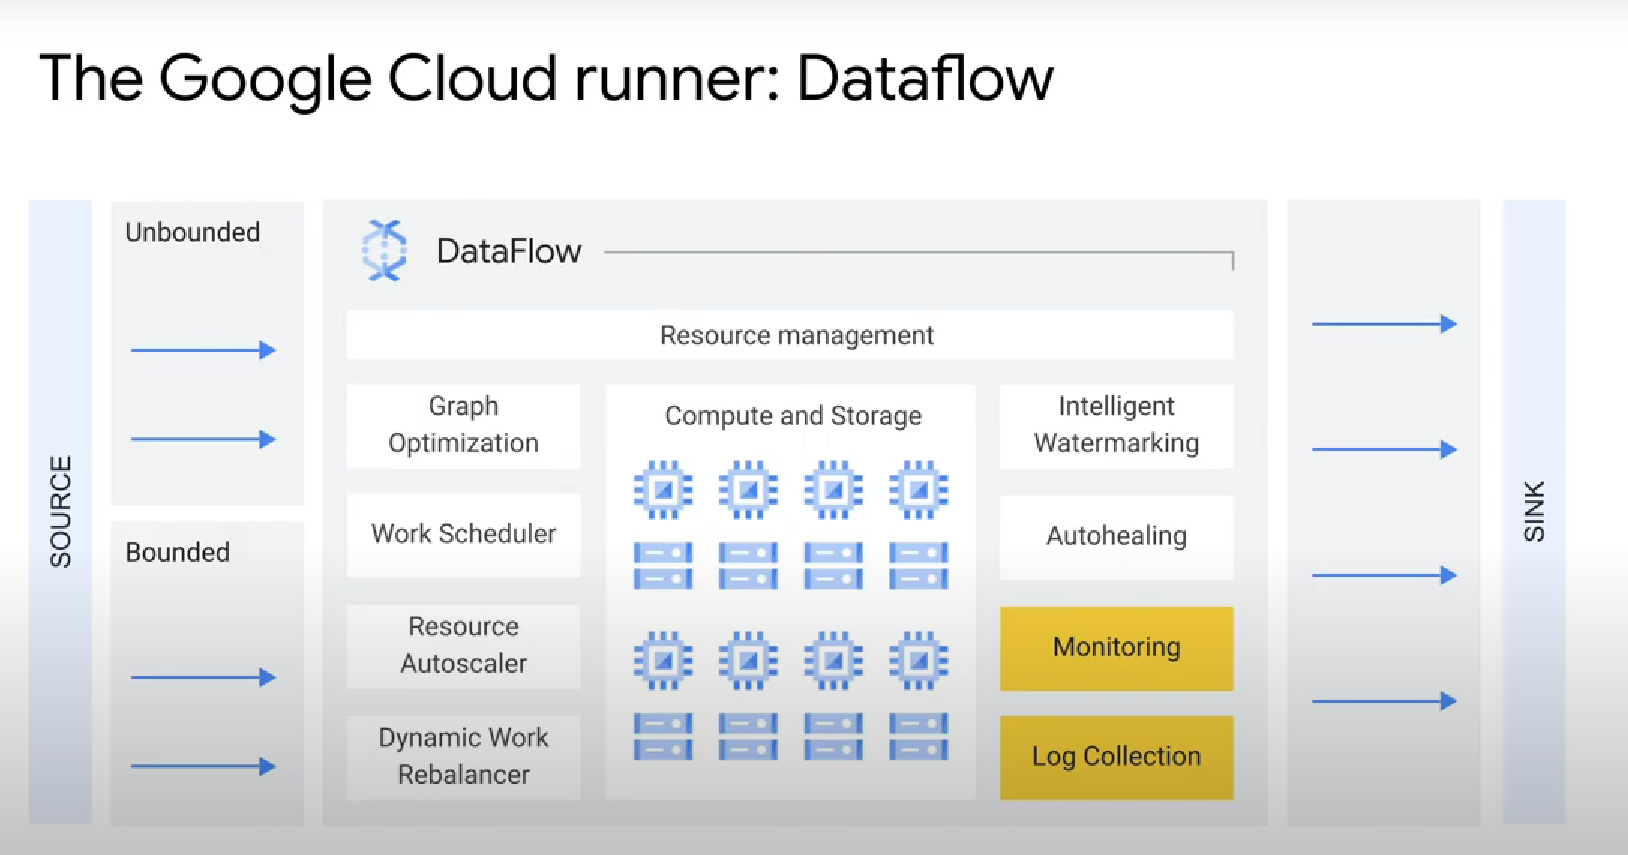 The Google Cloud runner: Dataflow
SOURCE
Unbounded
Bounded
DataFlow
Resource management
Graph
Optimization
Work Scheduler
Resource
Autoscaler
Dynamic Work
Rebalancer
Compute and Storage
Intelligent
Watermarking
Autohealing
Monitoring
Log Collection
SINK